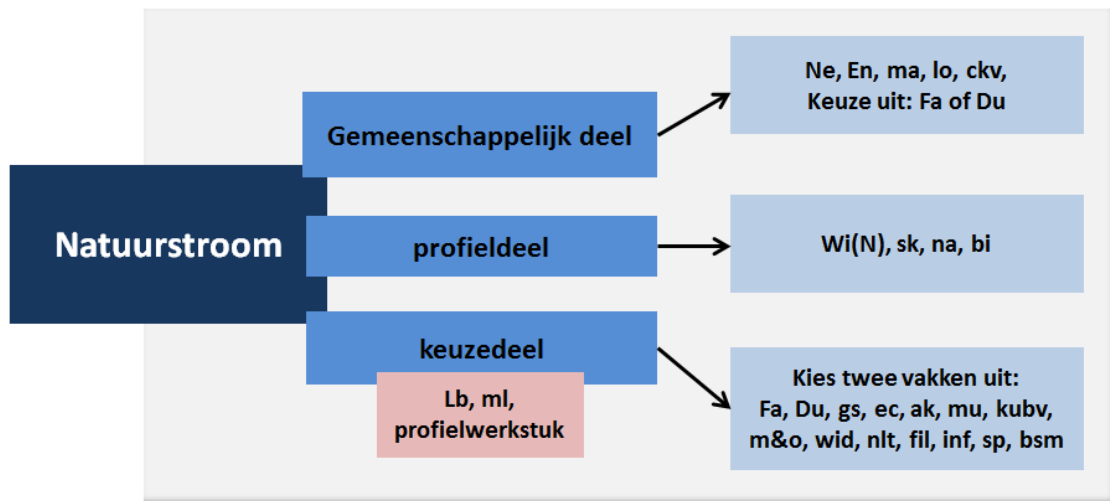 Natuurstroom
Gemeenschappelijk deel
Ne, En, ma, lo, ckv,
Keuze uit: Fa of Du
profieldeel
Wi(N), sk, na, bi
keuzedeel
Lb, ml,
profielwerkstuk
Kies twee vakken uit:
Fa, Du, gs, ec, ak, mu, kubv,
m&o, wid, nlt, fil, inf, sp, bsm